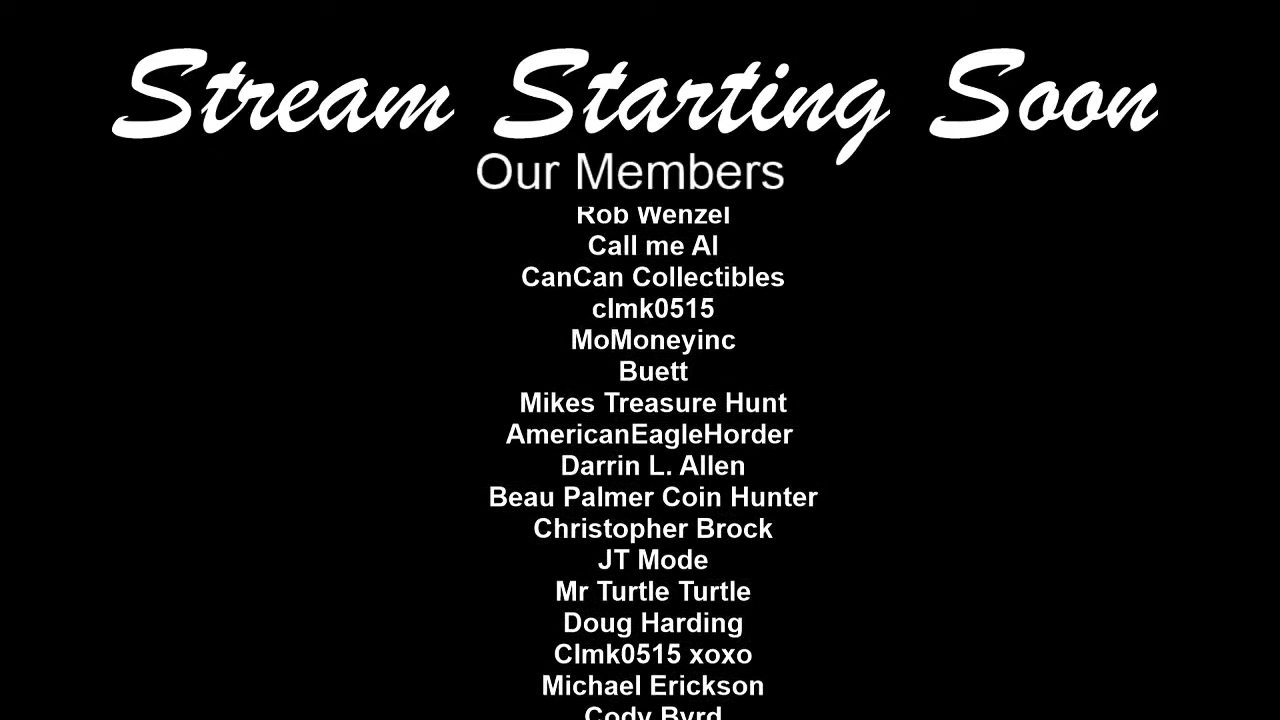 Stream Starting Soon
Our Members
Rob Wenzel
Call me Al
CanCan Collectibles
clmk0515
MoMoneyinc
Buett
Mikes Treasure Hunt
AmericanEagleHorder
Darrin L. Allen
Beau Palmer Coin Hunter
Christopher Brock
JT Mode
Mr Turtle Turtle
Doug Harding
Clmk0515 xoxo
Michael Erickson
Cody Byrd